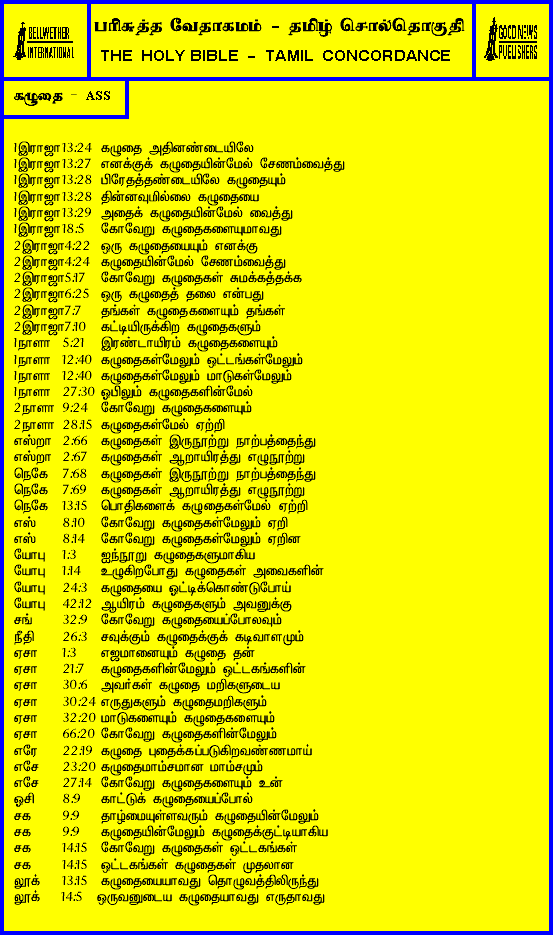 BELLWETHER
INTERNATIONAL
பரிசுத்த வேதாகமம் - தமிழ் சொல்தொகுதி
THE HOLY BIBLE - TAMIL CONCORDANCE
GOOD NEWS
PUBLISHERS
கழுதை - ASS
1இராஜா13:24 கழுதை அதினண்டையிலே
1இராஜா13:27 எனக்குக் கழுதையின்மேல் சேணம்வைத்து
1இராஜா13:28 பிரேதத்தண்டையிலே கழுதையும்
1இராஜா13:28 தின்னவுமில்லை கழுதையை
1இராஜா13:29 அதைக் கழுதையின்மேல் வைத்து
1இராஜா18:5 கோவேறு கழுதைகளையுமாவது
2இராஜா4:22 ஒரு கழுதையையும் எனக்கு
2இராஜா4:24 கழுதையின்மேல் சேணம்வைத்து
2இராஜா5:17 கோவேறு கழுதைகள் சுமக்கத்தக்க
2இராஜா6:25 ஒரு கழுதைத் தலை என்பது
2இராஜா7:7 தங்கள் கழுதைகளையும் தங்கள்
2இராஜா7:10 கட்டியிருக்கிற கழுதைகளும்
1நாளா 5:21 இரண்டாயிரம் கழுதைகளையும்
1நாளா 12:40 கழுதைகள்மேலும் ஒட்டங்கள்மேலும்
1நாளா 12:40 கழுதைகள்மேலும் மாடுகள்மேலும்
1நாளா 27:30 ஒபிலும் கழுதைகளின்மேல்
2நாளா 9:24 கோவேறு கழுதைகளையும்
2நாளா 28:15 கழுதைகள்மேல் ஏற்றி
எஸ்றா 2:66 கழுதைகள் இருநூற்று நாற்பத்தைந்து
எஸ்றா 2:67 கழுதைகள் ஆறாயிரத்து எழுநூற்று
நெகே 7:68 கழுதைகள் இருநூற்று நாற்பத்தைந்து
நெகே 7:69 கழுதைகள் ஆறாயிரத்து எழுநூற்று
நெகே 13:15 பொதிகளைக் கழுதைகள்மேல் ஏற்றி
எஸ் 8:10 கோவேறு கழுதைகள்மேலும் ஏறி
எஸ் 8:14 கோவேறு கழுதைகள்மேலும் ஏறின
யோபு 1:3 ஐந்நூறு கழுதைகளுமாகிய
யோபு 1:14 உழுகிறபோது கழுதைகள் அவைகளின்
யோபு 24:3 கழுதையை ஒட்டிக்கொண்டுபோய்
யோபு 42:12 ஆயிரம் கழுதைகளும் அவனுக்கு
சங் 32:9 கோவேறு கழுதையைப்போலவும்
நீதி 26:3 சவுக்கும் கழுதைக்குக் கடிவாளமும்
ஏசா 1:3 எஜமானையும் கழுதை தன்
ஏசா 21:7 கழுதைகளின்மேலும் ஒட்டகங்களின்
ஏசா 30:6 அவர்கள் கழுதை மறிகளுடைய
ஏசா 30:24 எருதுகளும் கழுதைமறிகளும்
ஏசா 32:20 மாடுகளையும் கழுதைகளையும்
ஏசா 66:20 கோவேறு கழுதைகளின்மேலும்
எரே 22:19 கழுதை புதைக்கப்படுகிறவண்ணமாய்
எசே 23:20 கழுதைமாம்சமான மாம்சமும்
எசே 27:14 கோவேறு கழுதைகளையும் உன்
ஓசி 8:9 காட்டுக் கழுதையைப்போல்
சக 9:9 தாழ்மையுள்ளவரும் கழுதையின்மேலும்
சக 9:9 கழுதையின்மேலும் கழுதைக்குட்டியாகிய
சக 14:15 கோவேறு கழுதைகள் ஒட்டகங்கள்
சக 14:15 ஒட்டகங்கள் கழுதைகள் முதலான
லூக் 13:15 கழுதையையாவது தொழுவத்திலிருந்து
லூக் 14:5 ஒருவனுடைய கழுதையாவது எருதாவது